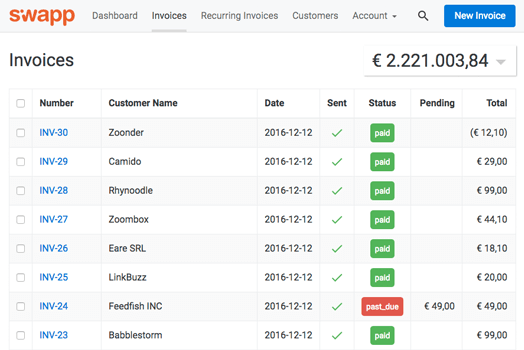 swapp Dashboard Invoices Recurring Invoices Customers Account New Invoice
Invoices € 2.221.003,84
Number Customer Name Date Sent Status Pending Total
INV-30 Zoonder 2016-12-12 paid (€ 12,10)
INV-29 Camido 2016-12-12 paid € 29,00
INV-28 Rhynoodle 2016-12-12 paid € 99,00
INV-27 Zoombox 2016-12-12 paid € 44,10
INV-26 Eare SRL 2016-12-12 paid € 18,10
INV-25 LinkBuzz 2016-12-12 paid € 20,00
INV-24 Feedfish INC 2016-12-12 past_due € 49,00 € 49,00
INV-23 Babblestorm 2016-12-12 paid € 99,00